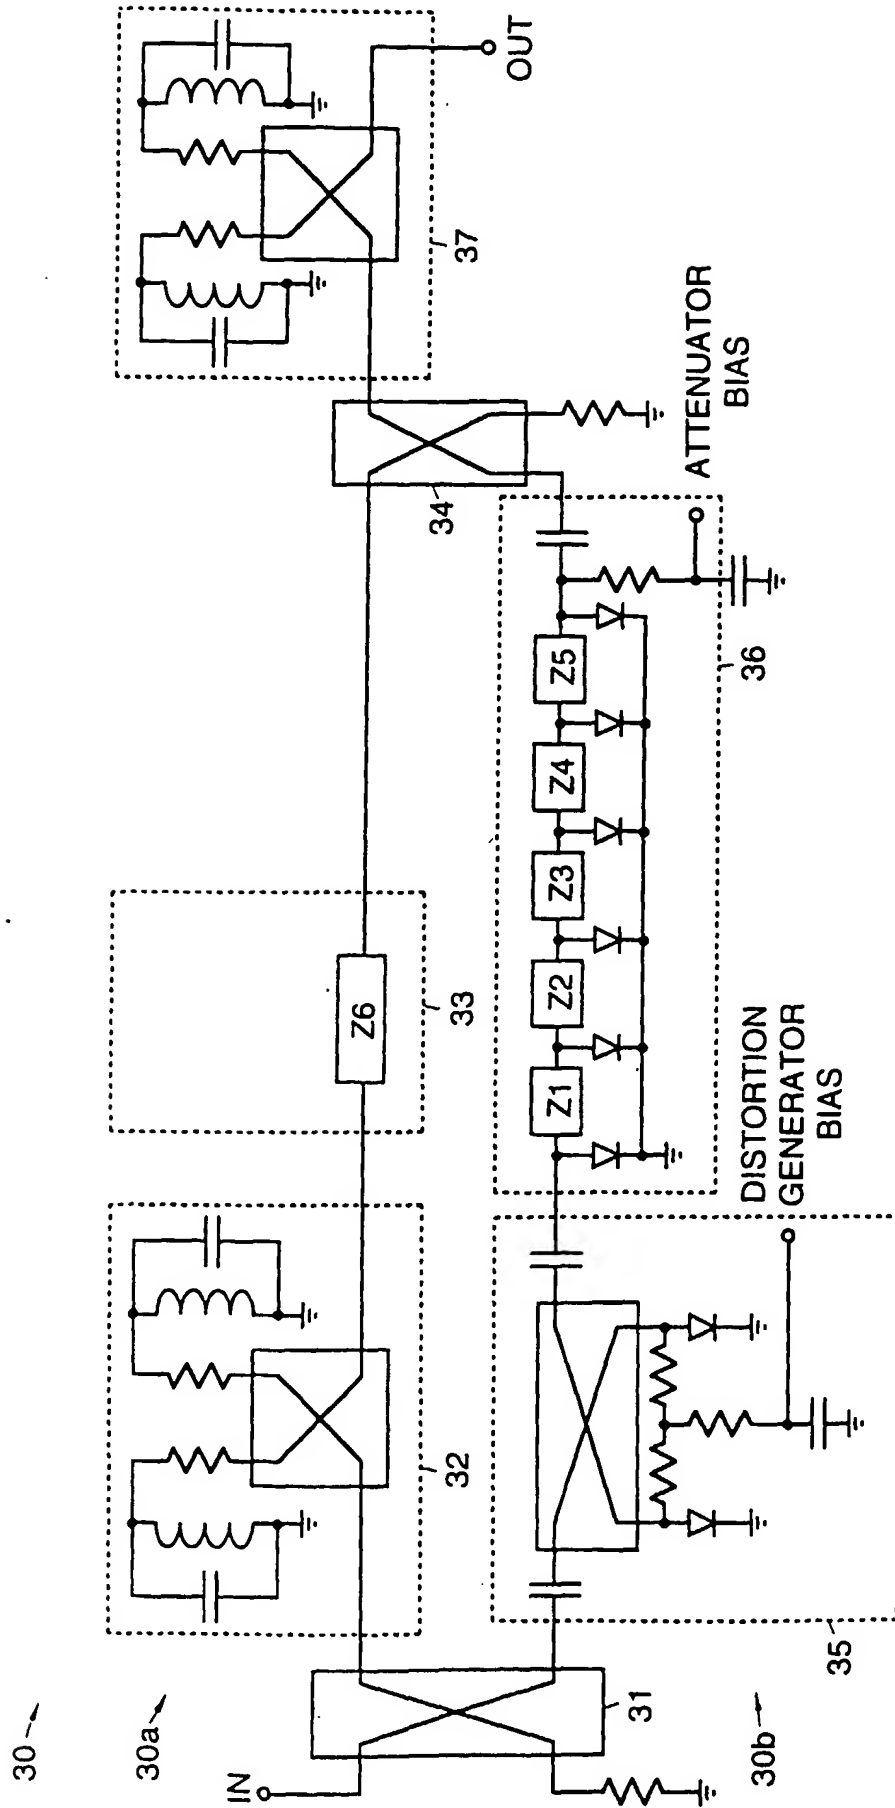 30
30a
IN
31
32
33
Z6
34
37
OUT
30b
35
DISTORTION
GENERATOR
BIAS
Z1
Z2
Z3
Z4
Z5
36
ATTENUATOR
BIAS